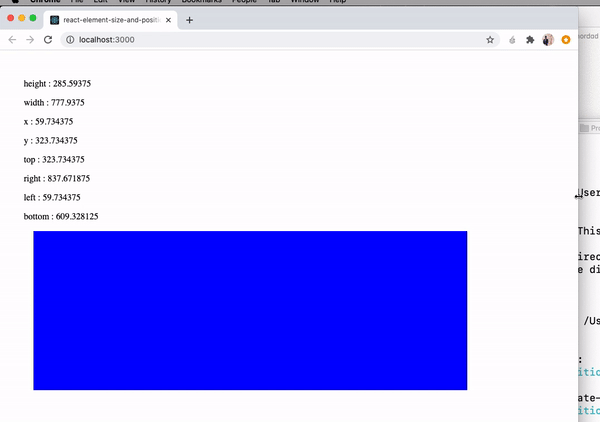 Chrome File Edit View History Bookmarks People Tab Window Help
react-element-size-and-positi
localhost:3000
height : 285.59375
width : 777.9375
x : 59.734375
y : 323.734375
top : 323.734375
right : 837.671875
left : 59.734375
bottom : 609.328125
Pro
User
This
irec
e di
/Us
:
itio
ate-
itio